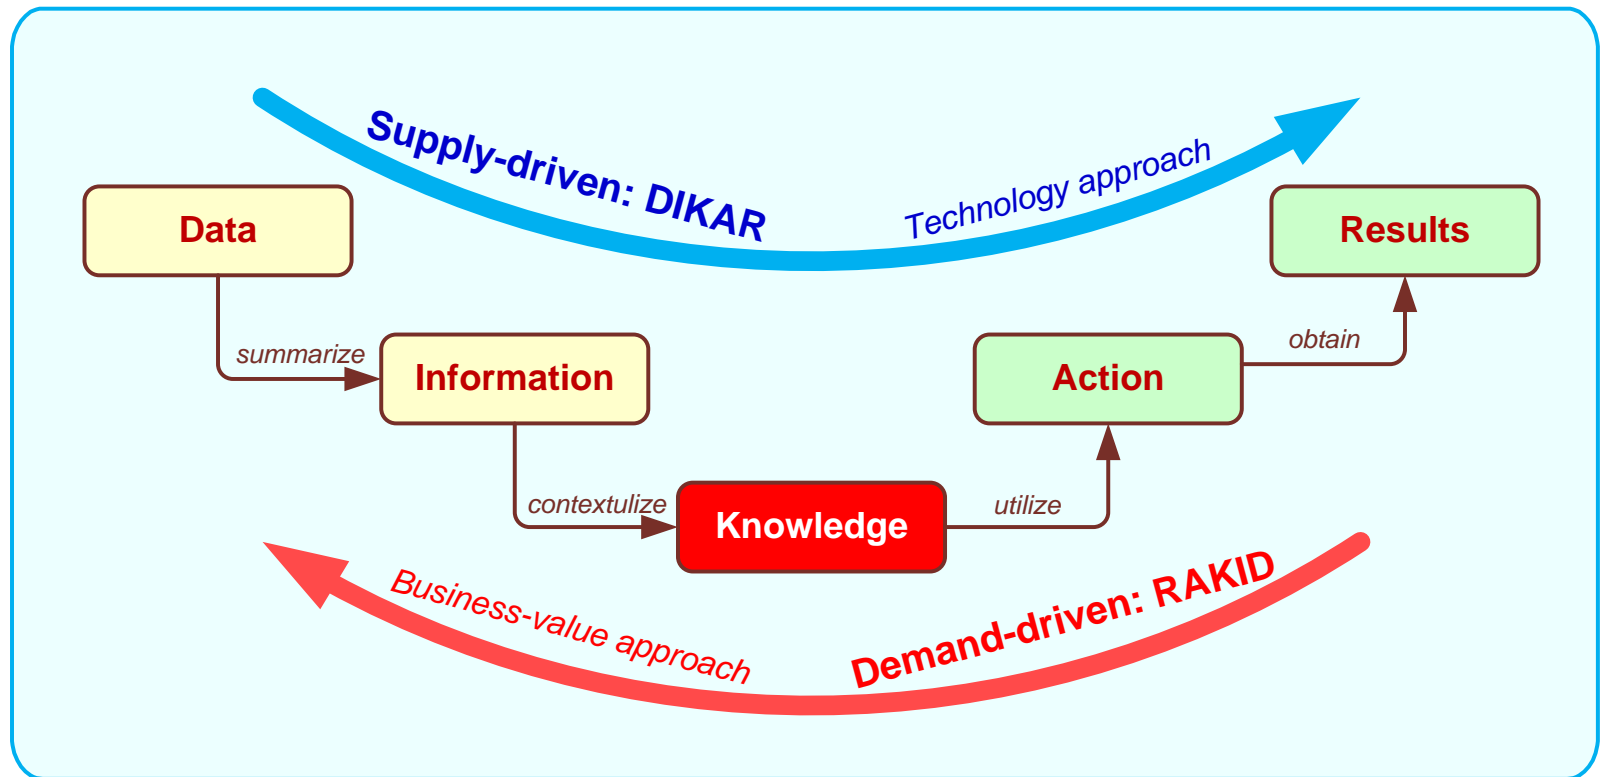 Supply-driven: DIKAR
Technology approach
Data
Results
summarize
obtain
Information
Action
contextulize
Knowledge
utilize
Business-value approach
Demand-driven: RAKID